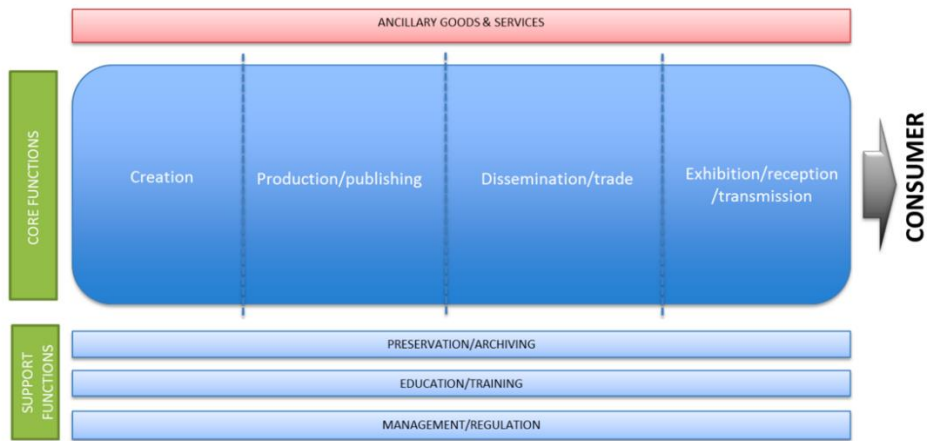 ANCILLARY GOODS & SERVICES
CORE FUNCTIONS
Creation
Production/publishing
Dissemination/trade
Exhibition/reception
/transmission
CONSUMER
SUPPORT
FUNCTIONS
PRESERVATION/ARCHIVING
EDUCATION/TRAINING
MANAGEMENT/REGULATION